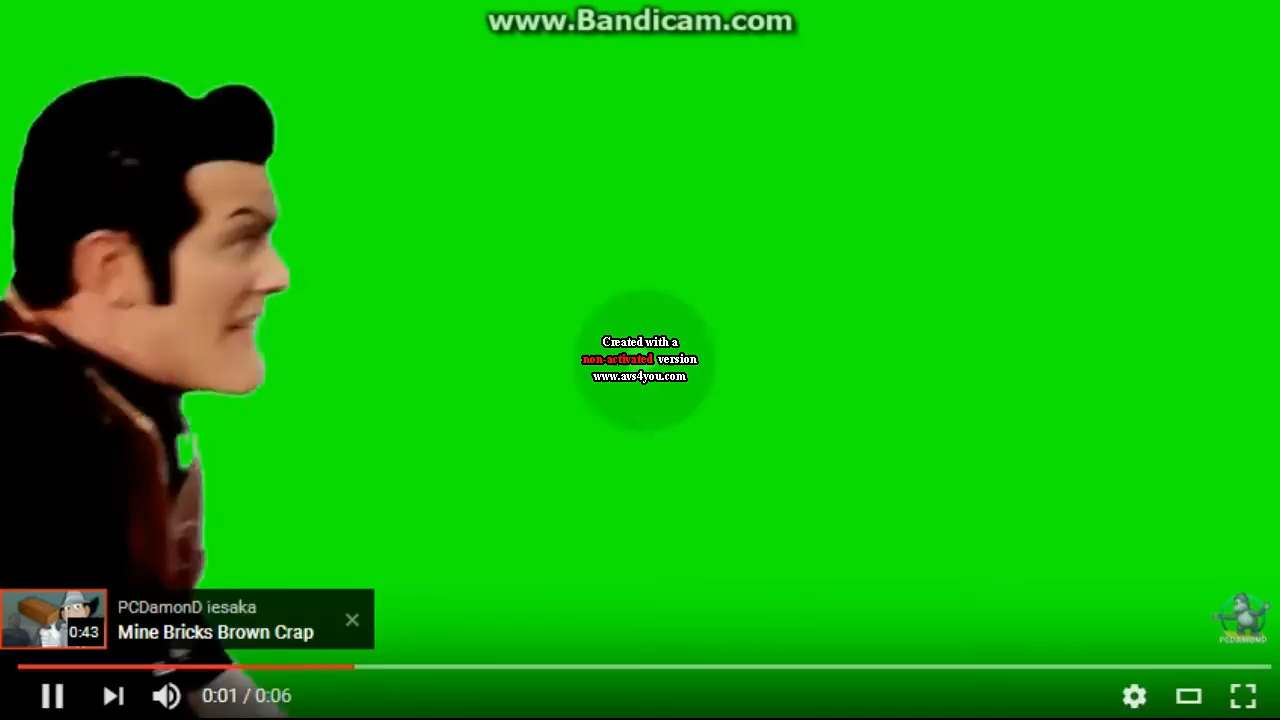 www.Bandicam.com
Created with a
non-activated version
www.avs4you.com
PCDamonD iesaka
Mine Bricks Brown Crap
0:43
PCDAMOND
0:01 / 0:06